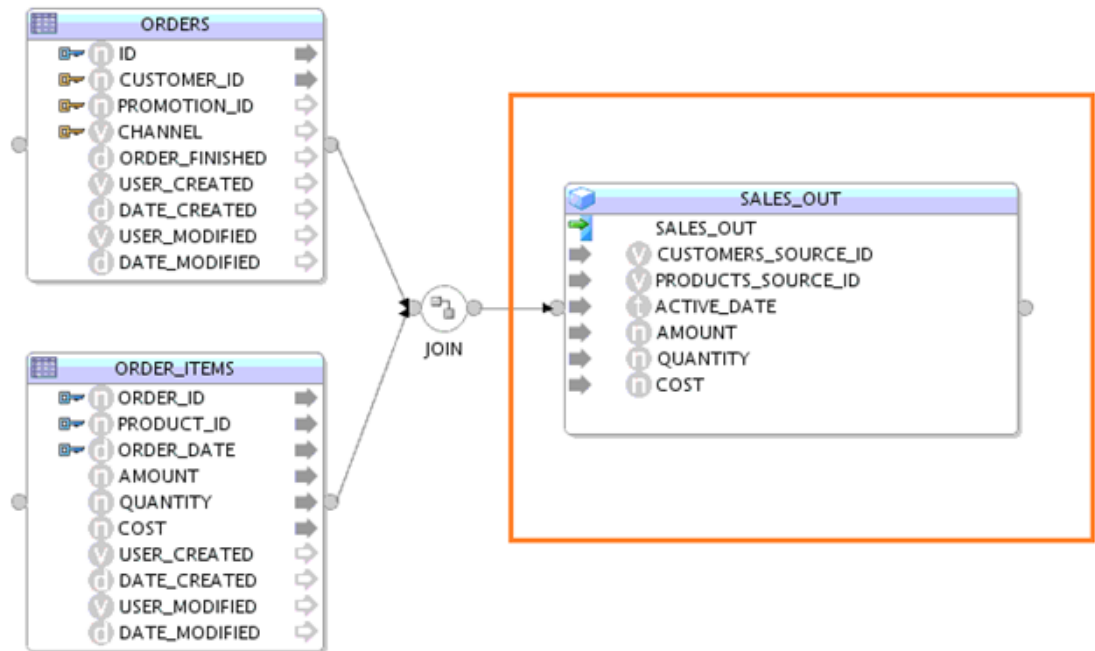 ORDERS
n ID
n CUSTOMER_ID
n PROMOTION_ID
v CHANNEL
d ORDER_FINISHED
v USER_CREATED
d DATE_CREATED
v USER_MODIFIED
d DATE_MODIFIED
JOIN
ORDER_ITEMS
n ORDER_ID
n PRODUCT_ID
d ORDER_DATE
n AMOUNT
n QUANTITY
n COST
v USER_CREATED
d DATE_CREATED
v USER_MODIFIED
d DATE_MODIFIED
SALES_OUT
SALES_OUT
v CUSTOMERS_SOURCE_ID
v PRODUCTS_SOURCE_ID
t ACTIVE_DATE
n AMOUNT
n QUANTITY
n COST